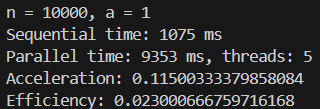 n = 10000, a = 1
Sequential time: 1075 ms
Parallel time: 9353 ms, threads: 5
Acceleration: 0.11500333379858084
Efficiency: 0.023000666759716168